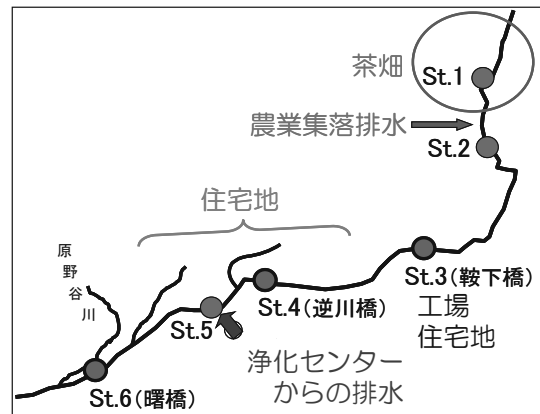 茶畑
St.1
農業集落排水
St.2
住宅地
原野谷川
St.3(鞍下橋)
工場
住宅地
St.4(逆川橋)
St.5
浄化センター
からの排水
St.6(曙橋)